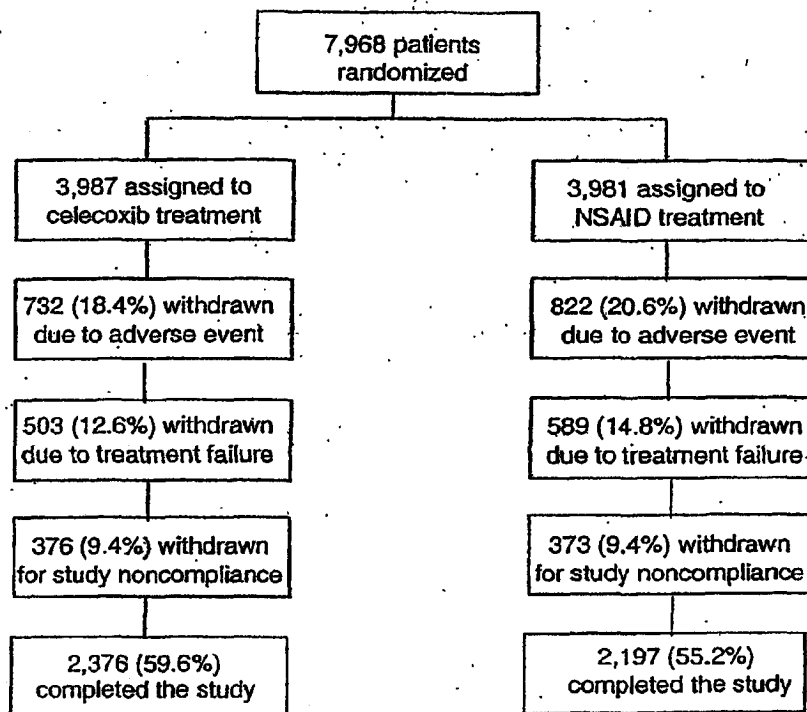 7,968 patients
randomized
3,987 assigned to
celecoxib treatment
3,981 assigned to
NSAID treatment
732 (18.4%) withdrawn
due to adverse event
822 (20.6%) withdrawn
due to adverse event
503 (12.6%) withdrawn
due to treatment failure
589 (14.8%) withdrawn
due to treatment failure
376 (9.4%) withdrawn
for study noncompliance
373 (9.4%) withdrawn
for study noncompliance
2,376 (59.6%)
completed the study
2,197 (55.2%)
completed the study